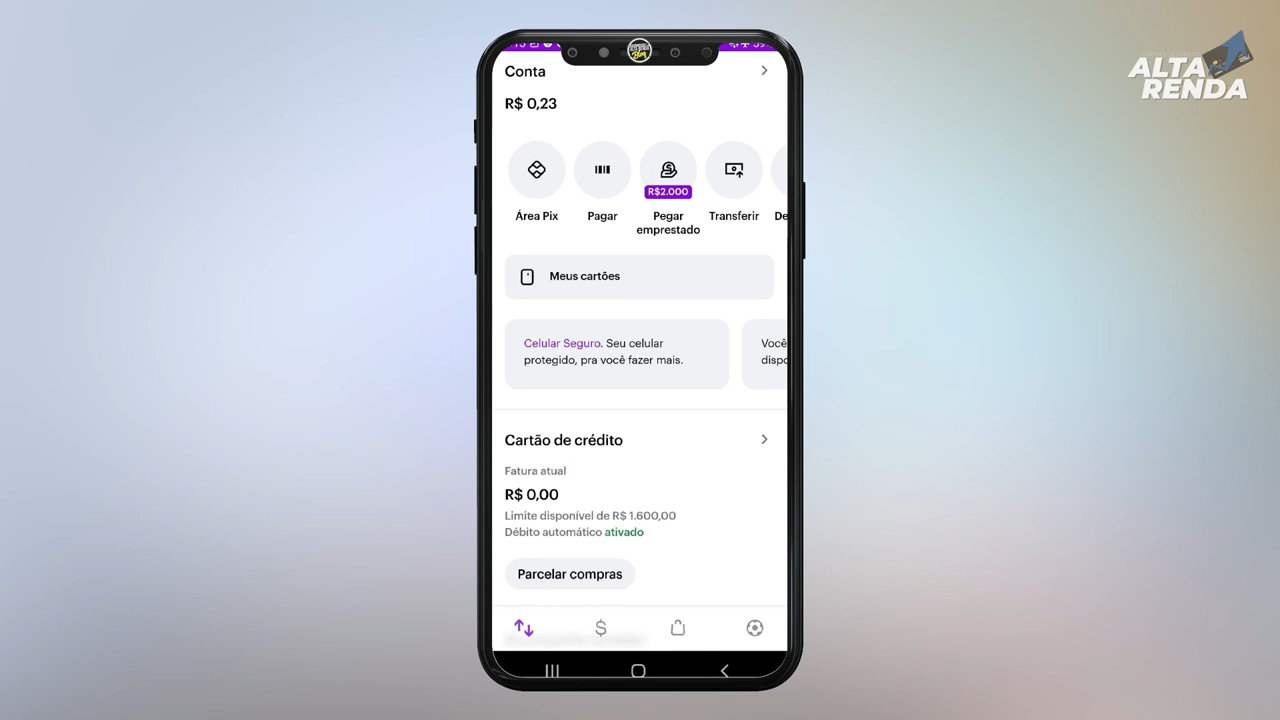 ALTA
RENDA
Conta
R$ 0,23
R$2.000
Área Pix
Pagar
Pegar
emprestado
Transferir
De
Meus cartões
Celular Seguro. Seu celular
protegido, pra você fazer mais.
Você
dispo
Cartão de crédito
Fatura atual
R$ 0,00
Limite disponível de R$ 1.600,00
Débito automático ativado
Parcelar compras